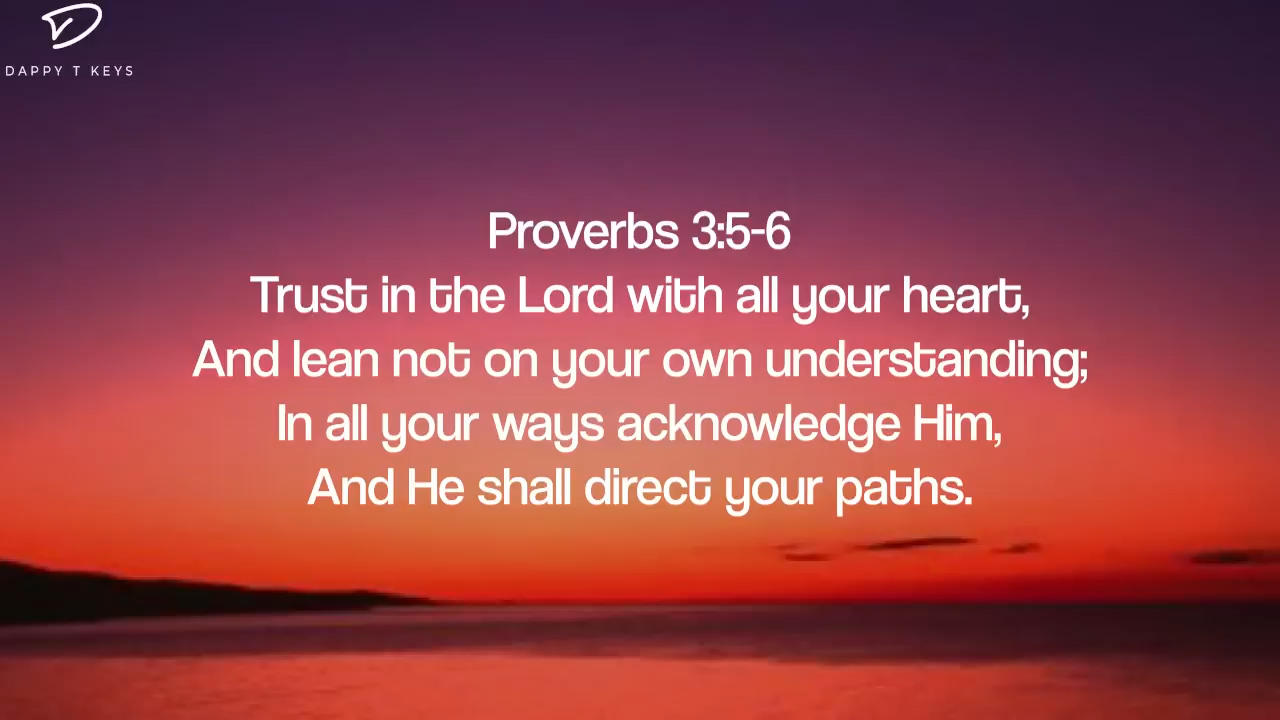 DAPPY T KEYS
Proverbs 3:5-6
Trust in the Lord with all your heart,
And lean not on your own understanding;
In all your ways acknowledge Him,
And He shall direct your paths.